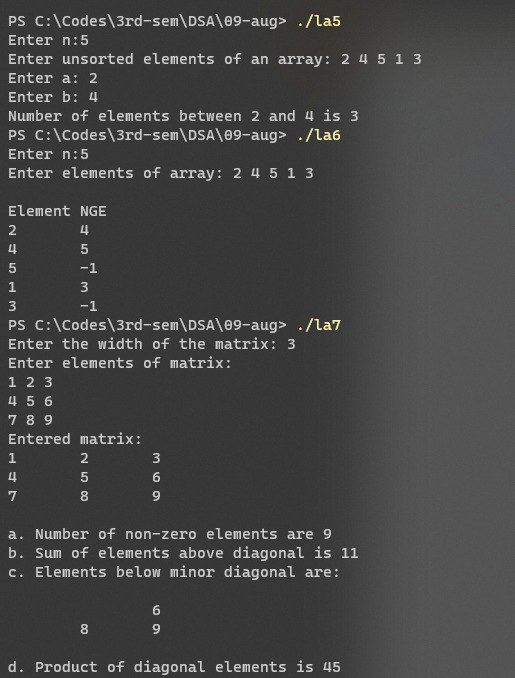 PS C:\Codes\3rd-sem\DSA\09-aug> ./la5
Enter n:5
Enter unsorted elements of an array: 2 4 5 1 3
Enter a: 2
Enter b: 4
Number of elements between 2 and 4 is 3
PS C:\Codes\3rd-sem\DSA\09-aug> ./la6
Enter n:5
Enter elements of array: 2 4 5 1 3
Element NGE
2       4
4       5
5       -1
1       3
3       -1
PS C:\Codes\3rd-sem\DSA\09-aug> ./la7
Enter the width of the matrix: 3
Enter elements of matrix:
1 2 3
4 5 6
7 8 9
Entered matrix:
1       2       3
4       5       6
7       8       9
a. Number of non-zero elements are 9
b. Sum of elements above diagonal is 11
c. Elements below minor diagonal are:
                6
        8       9
d. Product of diagonal elements is 45